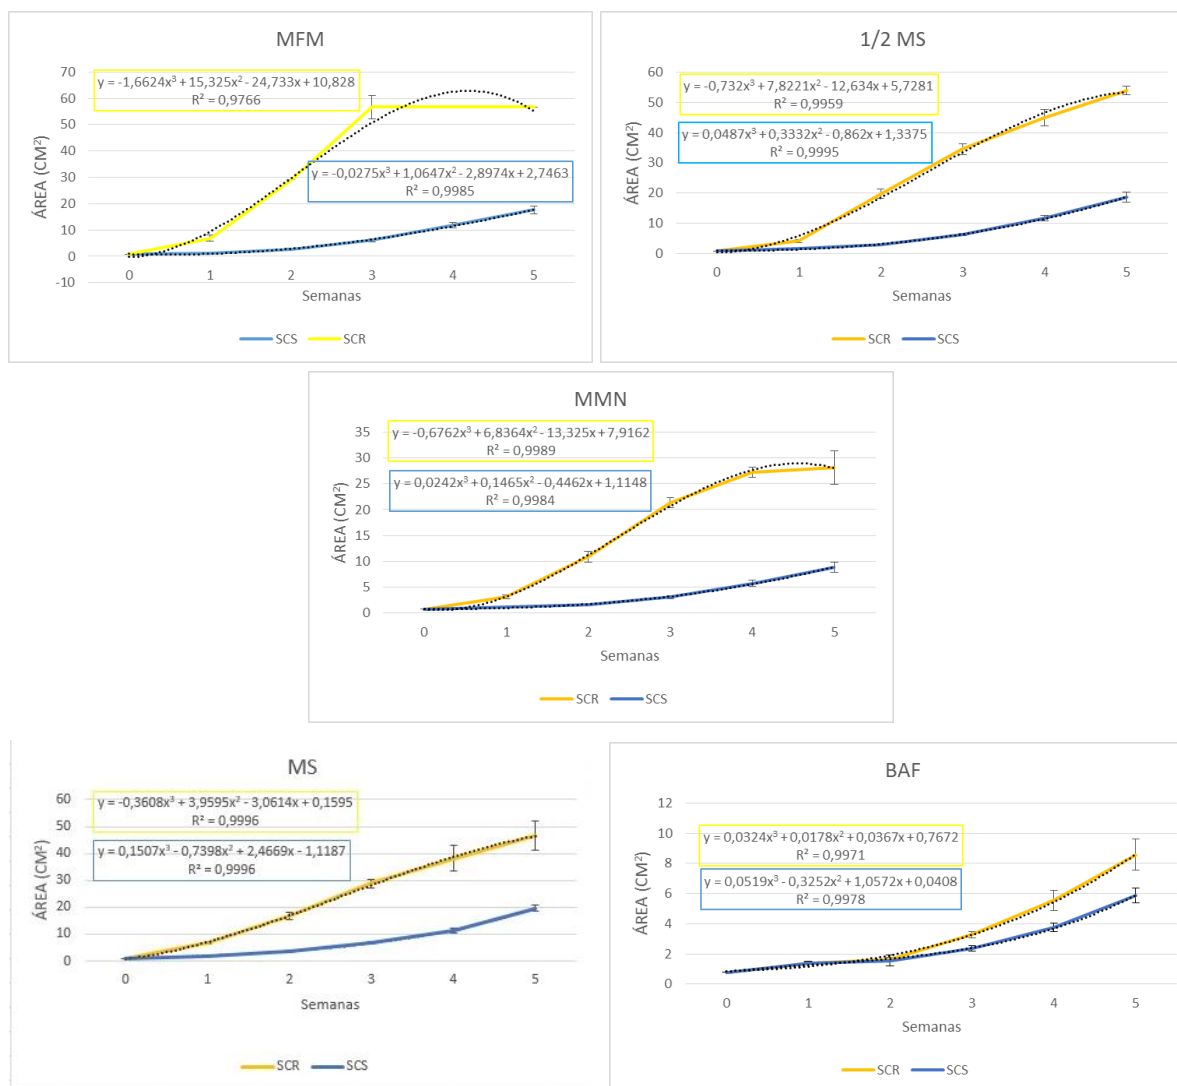 MFM
y = -1,6624x³ + 15,325x² - 24,733x + 10,828
R² = 0,9766
y = -0,0275x³ + 1,0647x² - 2,8974x + 2,7463
R² = 0,9985
ÁREA (CM²)
70
60
50
40
30
20
10
0
-10
0 1 2 3 4 5
Semanas
SCS SCR
1/2 MS
y = -0,732x³ + 7,8221x² - 12,634x + 5,7281
R² = 0,9959
y = 0,0487x³ + 0,3332x² - 0,862x + 1,3375
R² = 0,9995
ÁREA (CM²)
60
50
40
30
20
10
0
0 1 2 3 4 5
Semanas
SCR SCS
MMN
y = -0,6762x³ + 6,8364x² - 13,325x + 7,9162
R² = 0,9989
y = 0,0242x³ + 0,1465x² - 0,4462x + 1,1148
R² = 0,9984
ÁREA (CM²)
35
30
25
20
15
10
5
0
0 1 2 3 4 5
Semanas
SCR SCS
MS
y = -0,3608x³ + 3,9595x² - 3,0614x + 0,1595
R² = 0,9996
y = 0,1507x³ - 0,7398x² + 2,4669x - 1,1187
R² = 0,9996
ÁREA (CM²)
60
50
40
30
20
10
0
0 1 2 3 4 5
Semanas
SCR SCS
BAF
y = 0,0324x³ + 0,0178x² + 0,0367x + 0,7672
R² = 0,9971
y = 0,0519x³ - 0,3252x² + 1,0572x + 0,0408
R² = 0,9978
ÁREA (CM²)
12
10
8
6
4
2
0
0 1 2 3 4 5
Semanas
SCR SCS